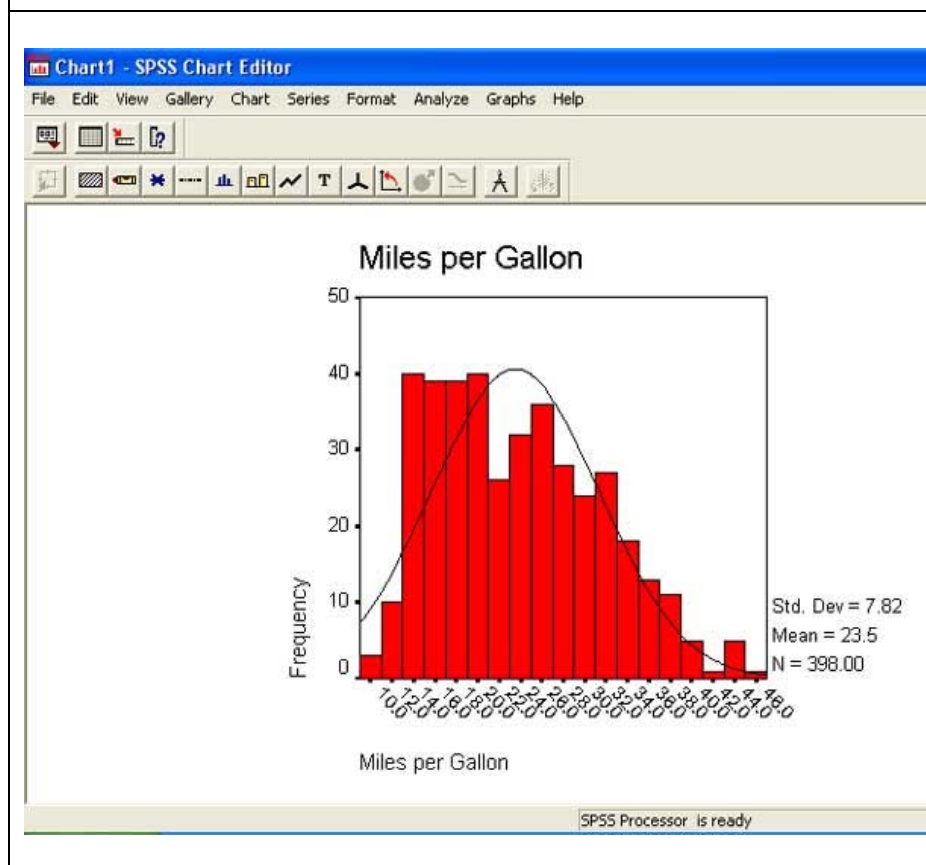 Chart1 - SPSS Chart Editor
File Edit View Gallery Chart Series Format Analyze Graphs Help
T
Miles per Gallon
50
40
30
20
10
0
Frequency
Std. Dev = 7.82
Mean = 23.5
N = 398.00
10.0 12.0 14.0 16.0 18.0 20.0 22.0 24.0 26.0 28.0 30.0 32.0 34.0 36.0 38.0 40.0 42.0 44.0 46.0
Miles per Gallon
SPSS Processor is ready